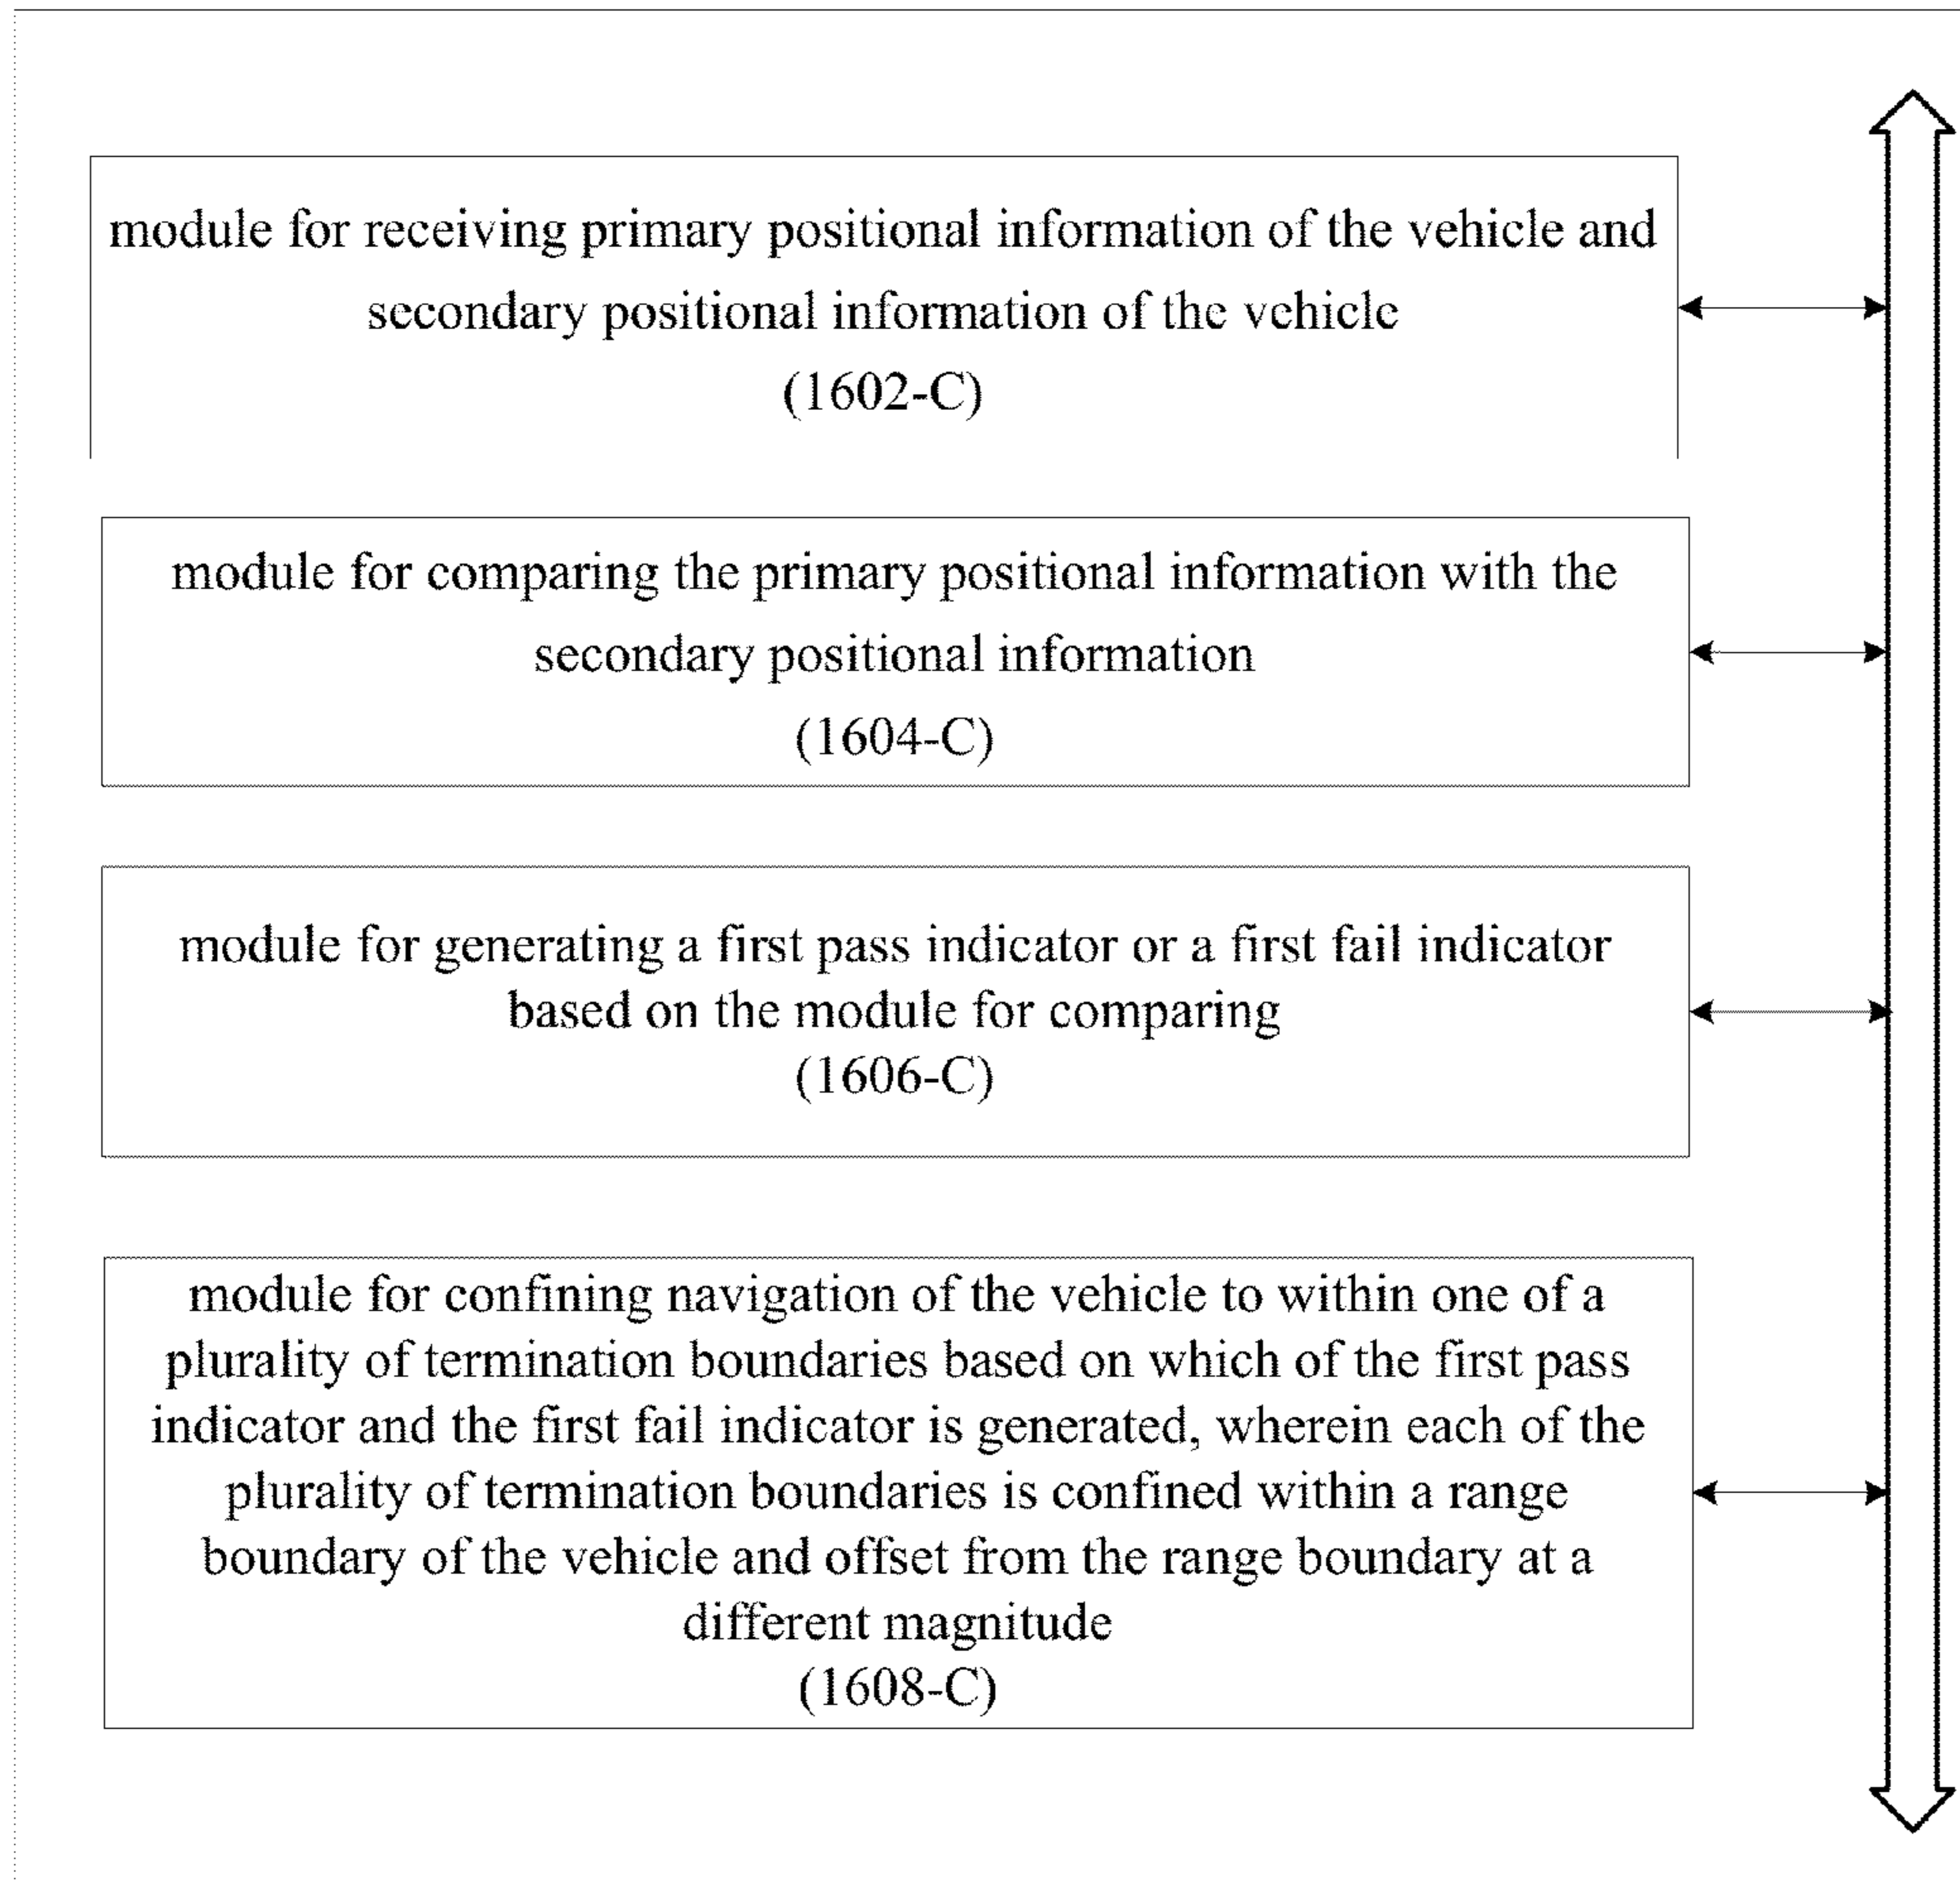 module for receiving primary positional information of the vehicle and
secondary positional information of the vehicle
(1602-C)
module for comparing the primary positional information with the
secondary positional information
(1604-C)
module for generating a first pass indicator or a first fail indicator
based on the module for comparing
(1606-C)
module for confining navigation of the vehicle to within one of a
plurality of termination boundaries based on which of the first pass
indicator and the first fail indicator is generated, wherein each of the
plurality of termination boundaries is confined within a range
boundary of the vehicle and offset from the range boundary at a
different magnitude
(1608-C)